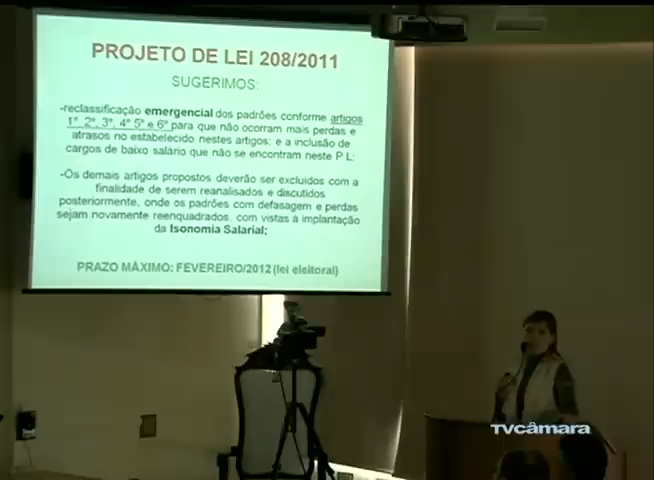 PROJETO DE LEI 208/2011
SUGERIMOS:
-reclassificação emergencial dos padrões conforme artigos
1º, 2º, 3º, 4º 5º e 6º para que não ocorram mais perdas e
atrasos no estabelecido nestes artigos; e a inclusão de
cargos de baixo salário que não se encontram neste P L;
-Os demais artigos propostos deverão ser excluídos com a
finalidade de serem reanalisados e discutidos
posteriormente, onde os padrões com defasagem e perdas
sejam novamente reenquadrados, com vistas à implantação
da Isonomia Salarial;
PRAZO MÁXIMO: FEVEREIRO/2012 (lei eleitoral)
TVcâmara